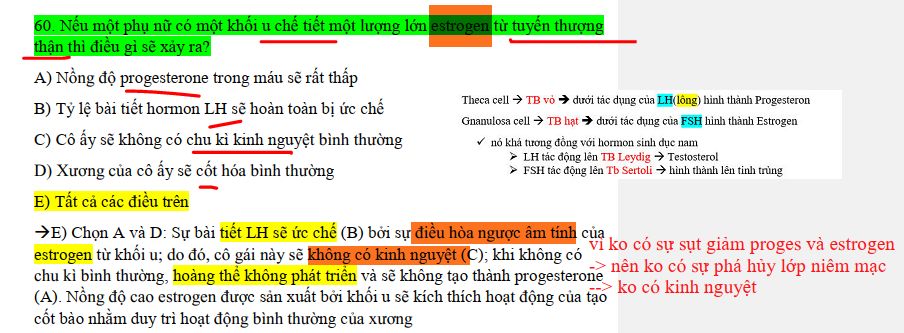 60. Nếu một phụ nữ có một khối u chế tiết một lượng lớn estrogen từ tuyến thượng
thận thì điều gì sẽ xảy ra?
A) Nồng độ progesterone trong máu sẽ rất thấp
B) Tỷ lệ bài tiết hormon LH sẽ hoàn toàn bị ức chế
C) Cô ấy sẽ không có chu kì kinh nguyệt bình thường
D) Xương của cô ấy sẽ cốt hóa bình thường
E) Tất cả các điều trên
→E) Chọn A và D: Sự bài tiết LH sẽ ức chế (B) bởi sự điều hòa ngược âm tính của
estrogen từ khối u; do đó, cô gái này sẽ không có kinh nguyệt (C); khi không có
chu kì bình thường, hoàng thể không phát triển và sẽ không tạo thành progesterone
(A). Nồng độ cao estrogen được sản xuất bởi khối u sẽ kích thích hoạt động của tạo
cốt bào nhằm duy trì hoạt động bình thường của xương
Theca cell → TB vỏ → dưới tác dụng của LH(lông) hình thành Progesteron
Gnanulosa cell → TB hạt → dưới tác dụng của FSH hình thành Estrogen
✓ nó khá tương đồng với hormon sinh dục nam
➢ LH tác động lên TB Leydig → Testosterol
➢ FSH tác động lên Tb Sertoli → hình thành lên tinh trùng
vì ko có sự sụt giảm proges và estrogen
-> nên ko có sự phá hủy lớp niêm mạc
--> ko có kinh nguyệt